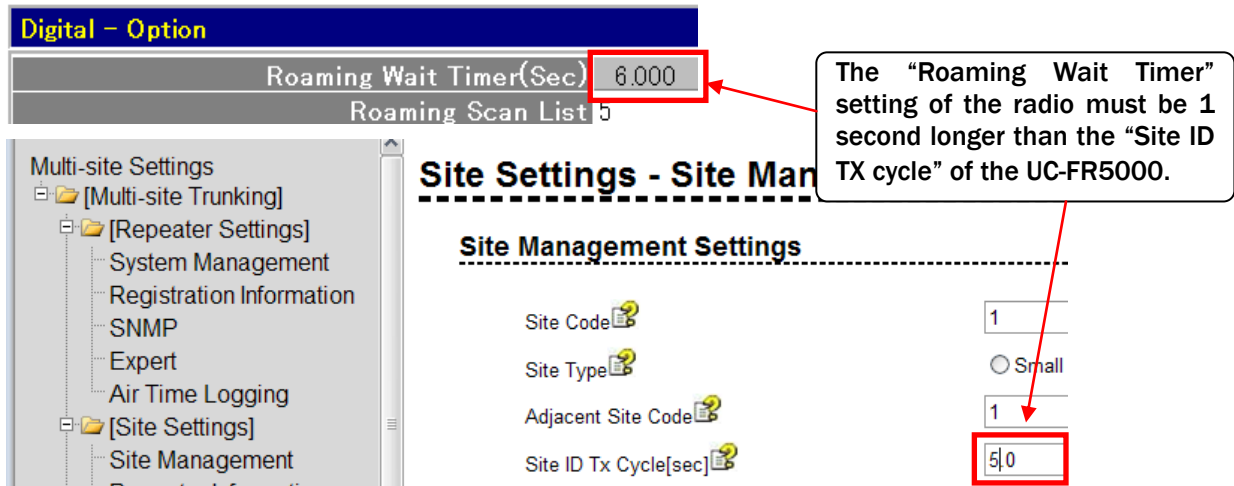 Digital - Option
Roaming Wait Timer(Sec) 6.000
Roaming Scan List 5
The “Roaming Wait Timer”
setting of the radio must be 1
second longer than the “Site ID
TX cycle” of the UC-FR5000.
Multi-site Settings
[Multi-site Trunking]
[Repeater Settings]
System Management
Registration Information
SNMP
Expert
Air Time Logging
[Site Settings]
Site Management
Site Settings - Site Man
Site Management Settings
Site Code 1
Site Type Small
Adjacent Site Code 1
Site ID Tx Cycle[sec] 5.0